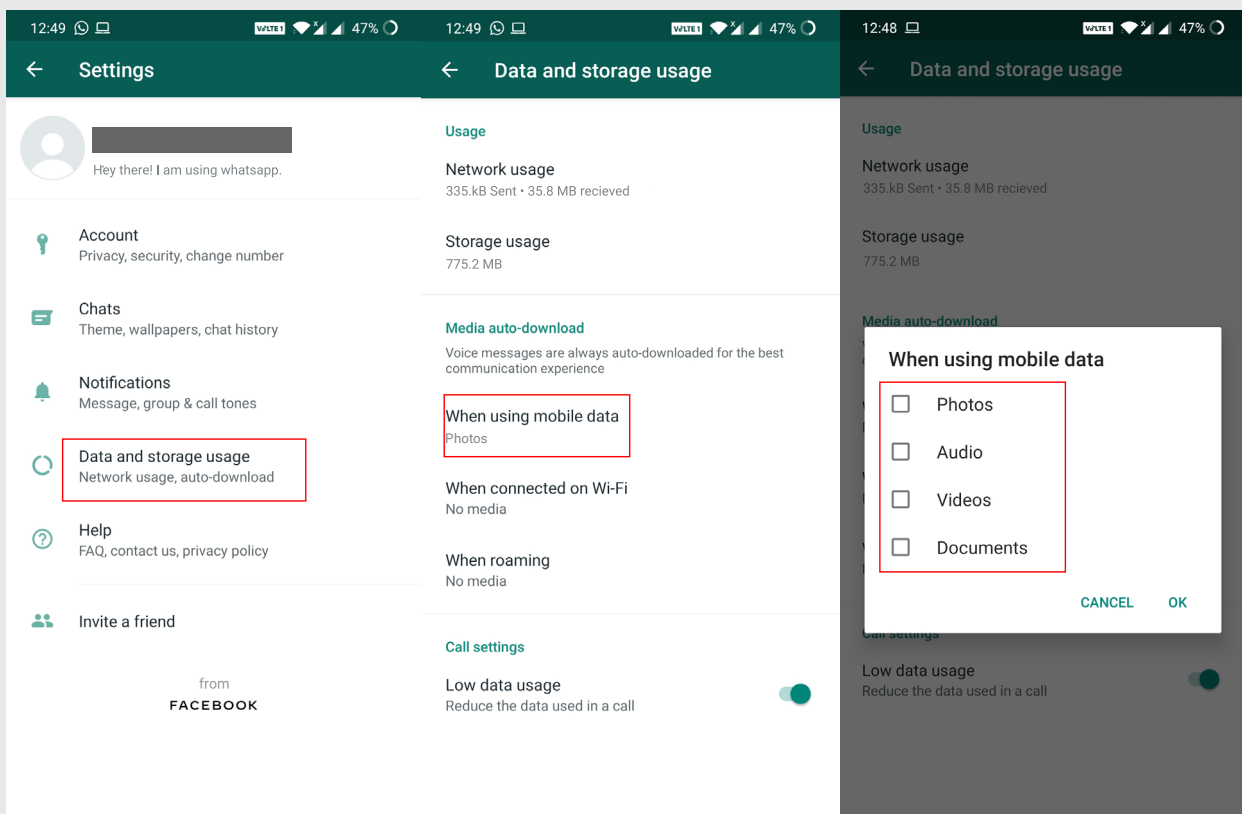 12:49
VoLTE1 x 47%
Settings
Hey there! I am using whatsapp.
Account
Privacy, security, change number
Chats
Theme, wallpapers, chat history
Notifications
Message, group & call tones
Data and storage usage
Network usage, auto-download
Help
FAQ, contact us, privacy policy
Invite a friend
from
FACEBOOK
12:49
VoLTE1 x 47%
Data and storage usage
Usage
Network usage
335.kB Sent • 35.8 MB recieved
Storage usage
775.2 MB
Media auto-download
Voice messages are always auto-downloaded for the best
communication experience
When using mobile data
Photos
When connected on Wi-Fi
No media
When roaming
No media
Call settings
Low data usage
Reduce the data used in a call
12:48
VoLTE1 x 47%
Data and storage usage
Usage
Network usage
335.kB Sent • 35.8 MB recieved
Storage usage
775.2 MB
Media auto-download
When using mobile data
Photos
Audio
Videos
Documents
CANCEL OK
Call settings
Low data usage
Reduce the data used in a call